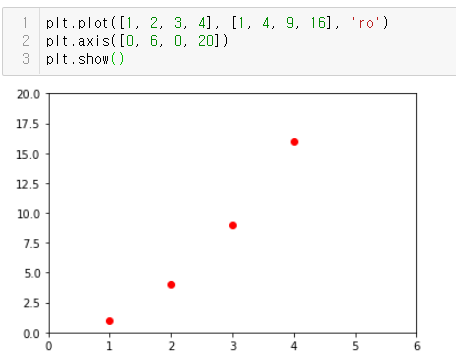 1 plt.plot([1, 2, 3, 4], [1, 4, 9, 16], 'ro')
2 plt.axis([0, 6, 0, 20])
3 plt.show()
20.0
17.5
15.0
12.5
10.0
7.5
5.0
2.5
0.0
0 1 2 3 4 5 6